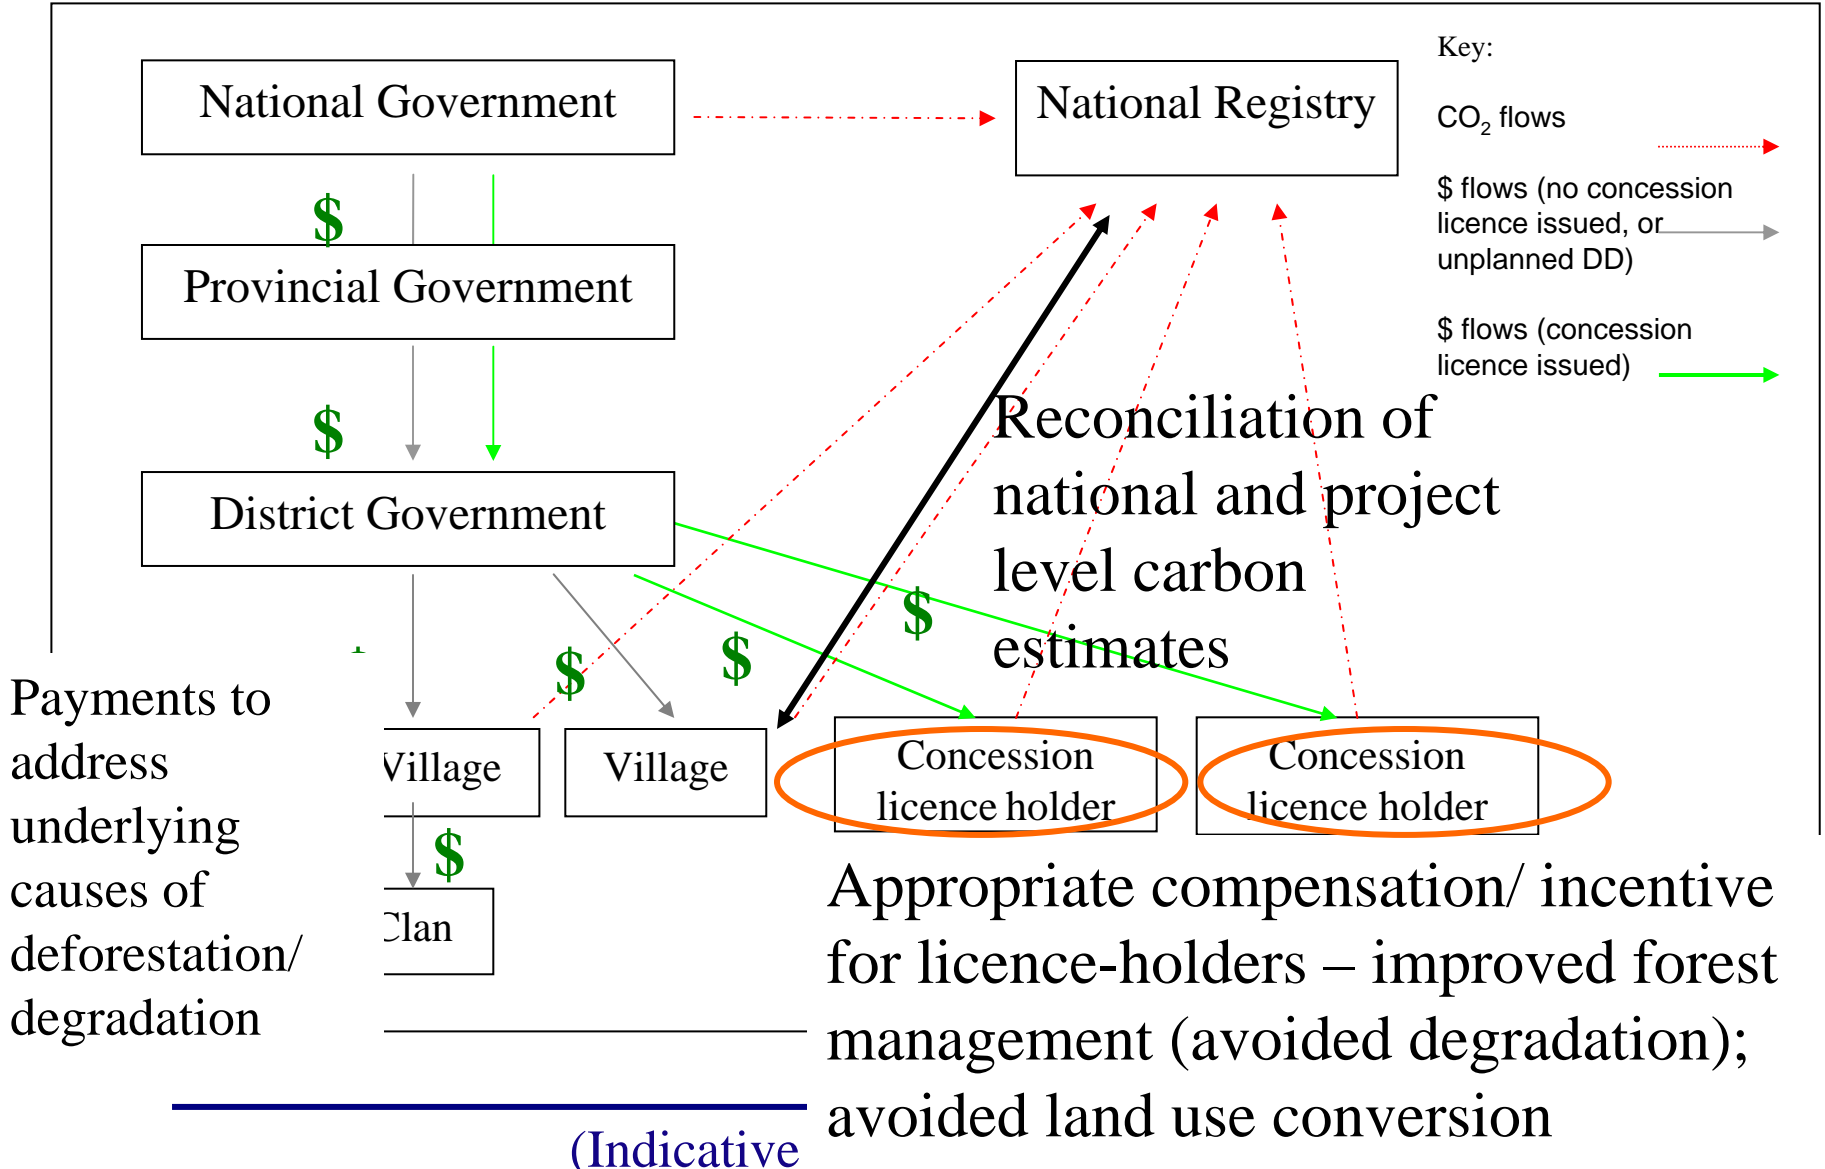 National Government
National Registry
Key:
CO2 flows
$ flows (no concession
licence issued, or
unplanned DD)
$ flows (concession
licence issued)
$
Provincial Government
$
District Government
Reconciliation of
national and project
level carbon
estimates
$
$
$
Payments to
address
underlying
causes of
deforestation/
degradation
Village
Village
Concession
licence holder
Concession
licence holder
$
Clan
Appropriate compensation/ incentive
for licence-holders – improved forest
management (avoided degradation);
avoided land use conversion
(Indicative